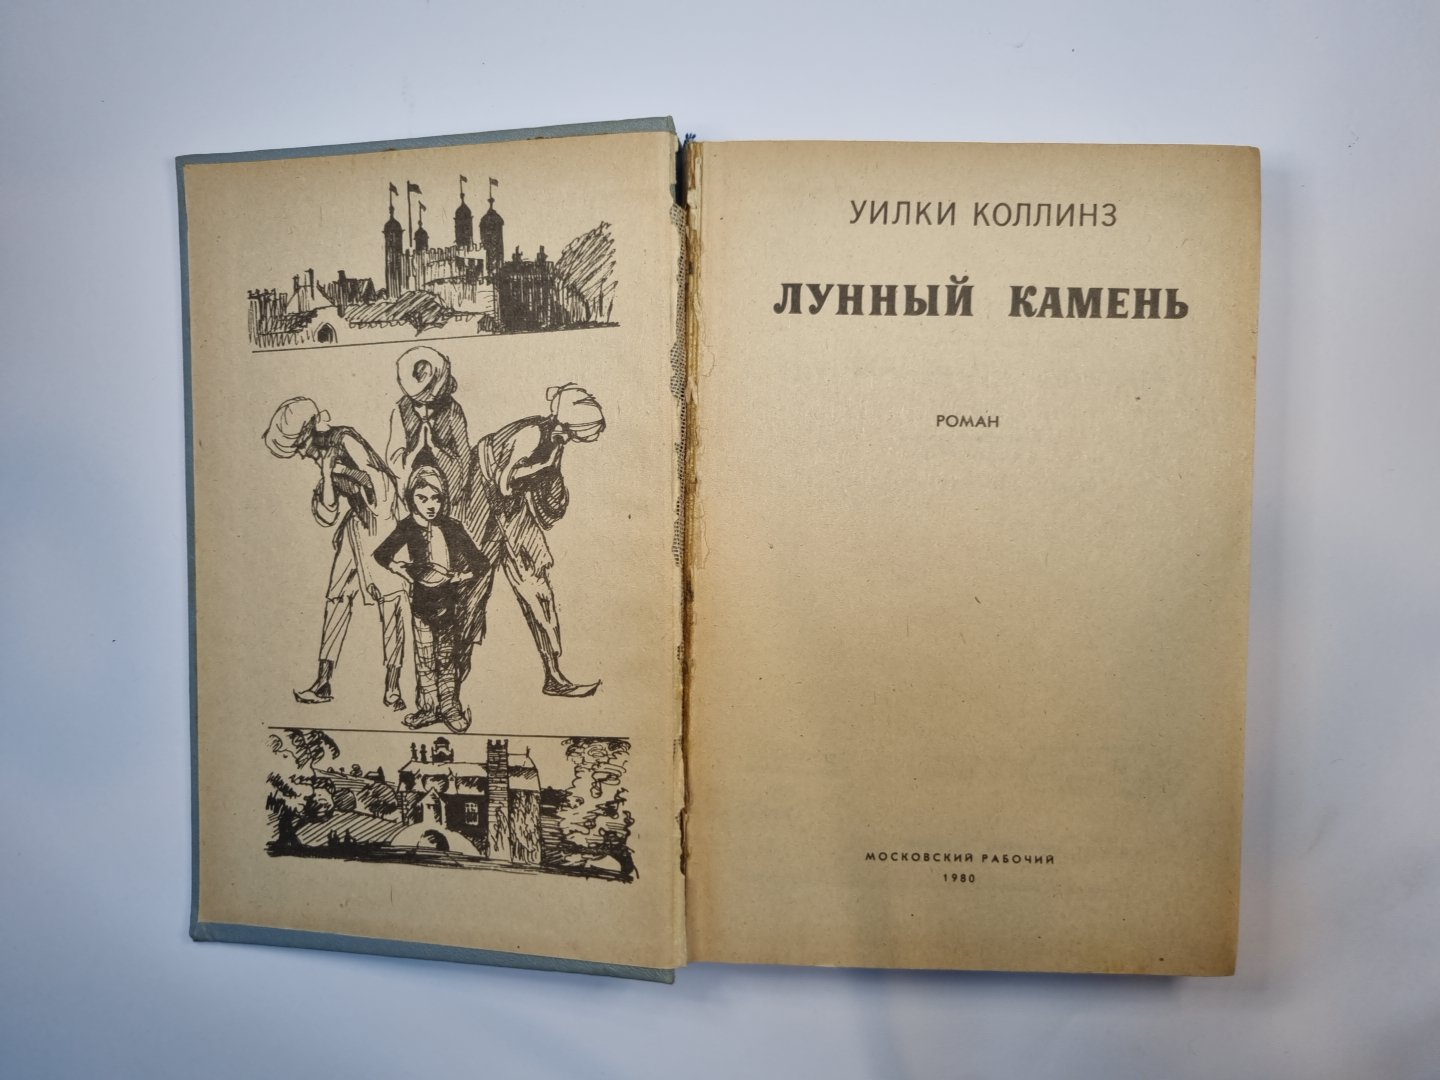 УИЛКИ КОЛЛИНЗ
ЛУННЫЙ КАМЕНЬ
РОМАН
МОСКОВСКИЙ РАБОЧИЙ
1980